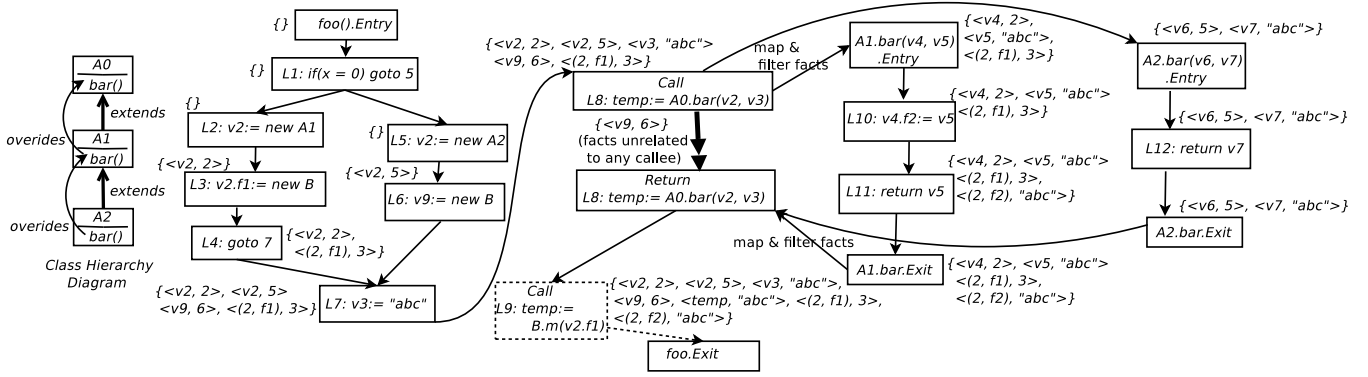 A0
bar()
extends
overides
A1
bar()
extends
overides
A2
bar()
Class Hierarchy
Diagram
{}
foo().Entry
{}
L1: if(x = 0) goto 5
{}
L2: v2:= new A1
{}
L5: v2:= new A2
{<v2, 2>}
L3: v2.f1:= new B
{<v2, 5>}
L6: v9:= new B
L4: goto 7
{<v2, 2>,
<(2, f1), 3>}
{<v2, 2>, <v2, 5>
<v9, 6>, <(2, f1), 3>}
L7: v3:= "abc"
{<v2, 2>, <v2, 5>, <v3, "abc">
<v9, 6>, <(2, f1), 3>}
Call
L8: temp:= A0.bar(v2, v3)
{<v9, 6>}
(facts unrelated
to any callee)
Return
L8: temp:= A0.bar(v2, v3)
map &
filter facts
A1.bar(v4, v5)
.Entry
{<v4, 2>,
<v5, "abc">,
<(2, f1), 3>}
L10: v4.f2:= v5
{<v4, 2>, <v5, "abc">
<(2, f1), 3>}
L11: return v5
{<v4, 2>, <v5, "abc">
<(2, f1), 3>,
<(2, f2), "abc">}
map & filter facts
A1.bar.Exit
{<v4, 2>, <v5, "abc">
<(2, f1), 3>,
<(2, f2), "abc">}
{<v6, 5>, <v7, "abc">}
A2.bar(v6, v7)
.Entry
{<v6, 5>, <v7, "abc">}
L12: return v7
{<v6, 5>, <v7, "abc">}
A2.bar.Exit
Call
L9: temp:=
B.m(v2.f1)
{<v2, 2>, <v2, 5>, <v3, "abc">,
<v9, 6>, <temp, "abc">, <(2, f1), 3>,
<(2, f2), "abc">}
foo.Exit